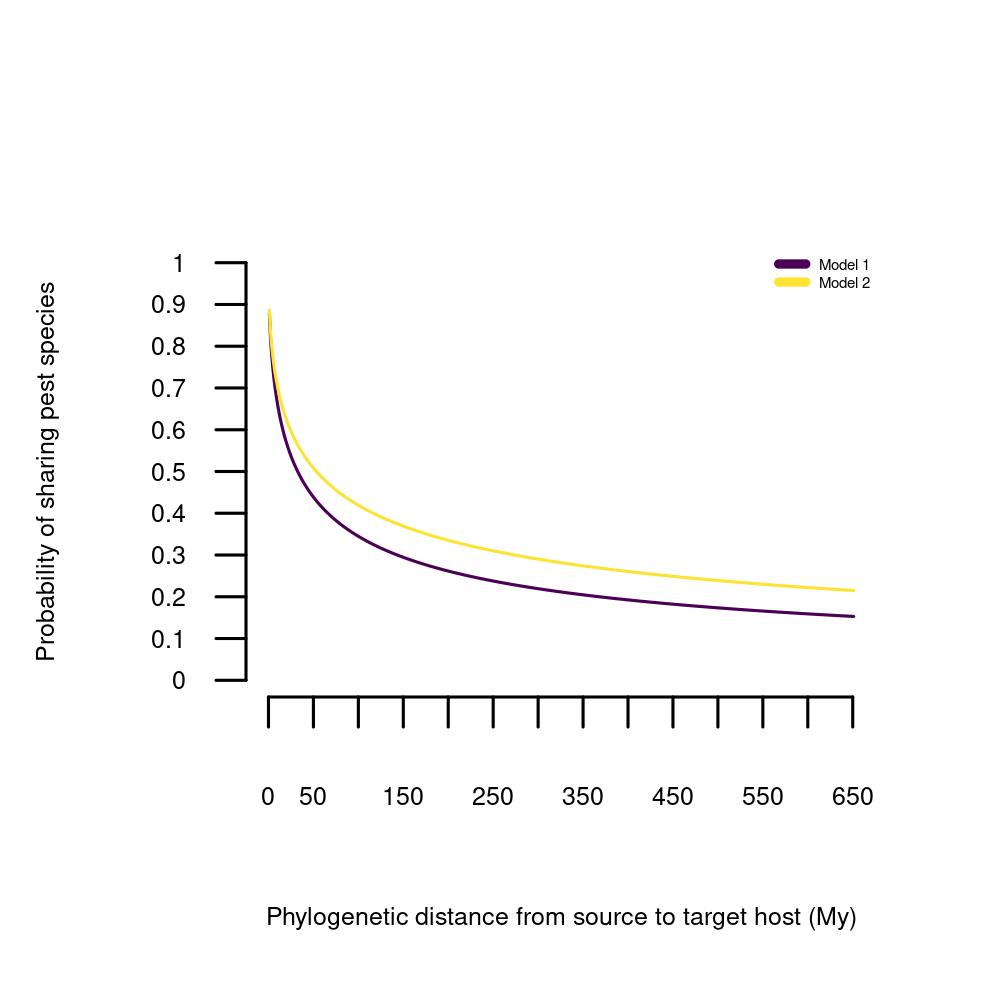 Model 1
Model 2
Probability of sharing pest species
1
0.9
0.8
0.7
0.6
0.5
0.4
0.3
0.2
0.1
0
0 50 150 250 350 450 550 650
Phylogenetic distance from source to target host (My)